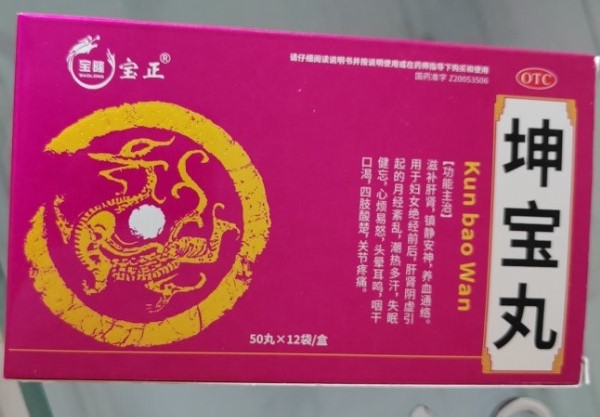 宝龍
BAOLONG
宝正®
请仔细阅读说明书并按说明使用或在药师指导下购买和使用
国药准字 Z20053506
OTC
坤宝丸
Kun bao Wan
【功能主治】
滋补肝肾，镇静安神，养血通络。
用于妇女绝经前后，肝肾阴虚引
起的月经紊乱，潮热多汗，失眠
健忘，心烦易怒，头晕耳鸣，咽干
口渴，四肢酸楚，关节疼痛。
50丸×12袋/盒